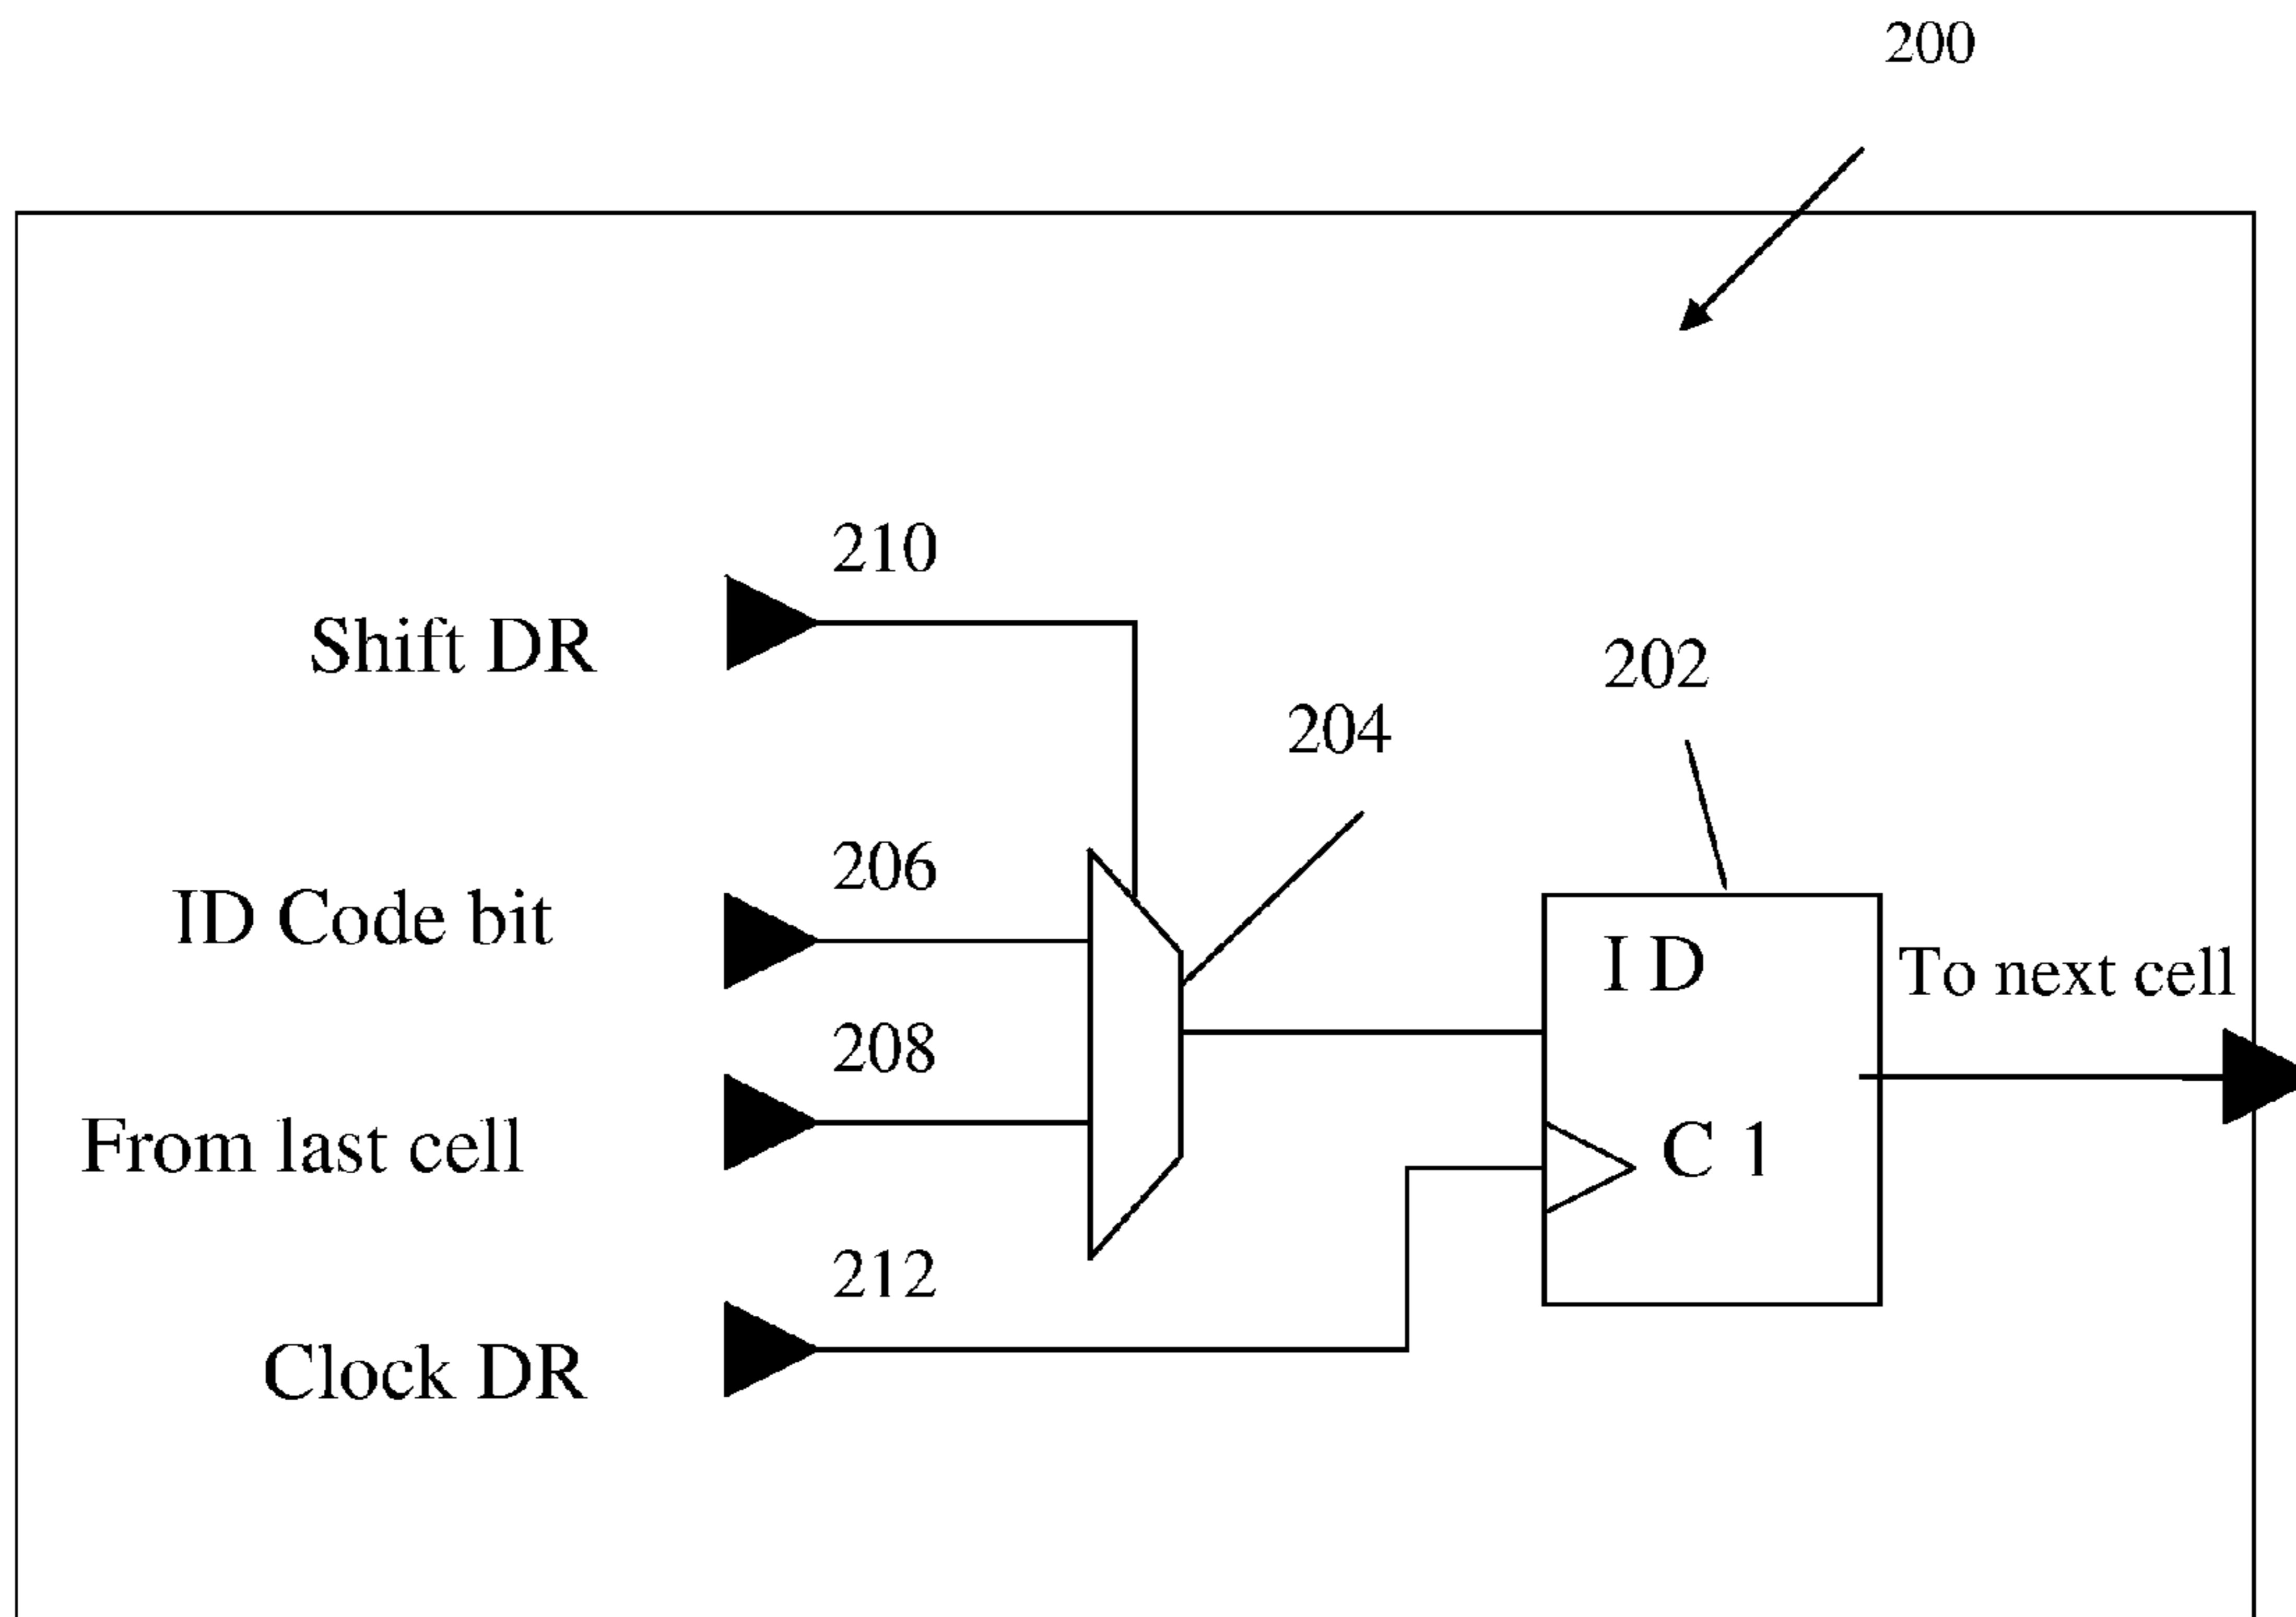 200
210
Shift DR
202
204
206
ID Code bit
I D
To next cell
208
From last cell
C 1
212
Clock DR